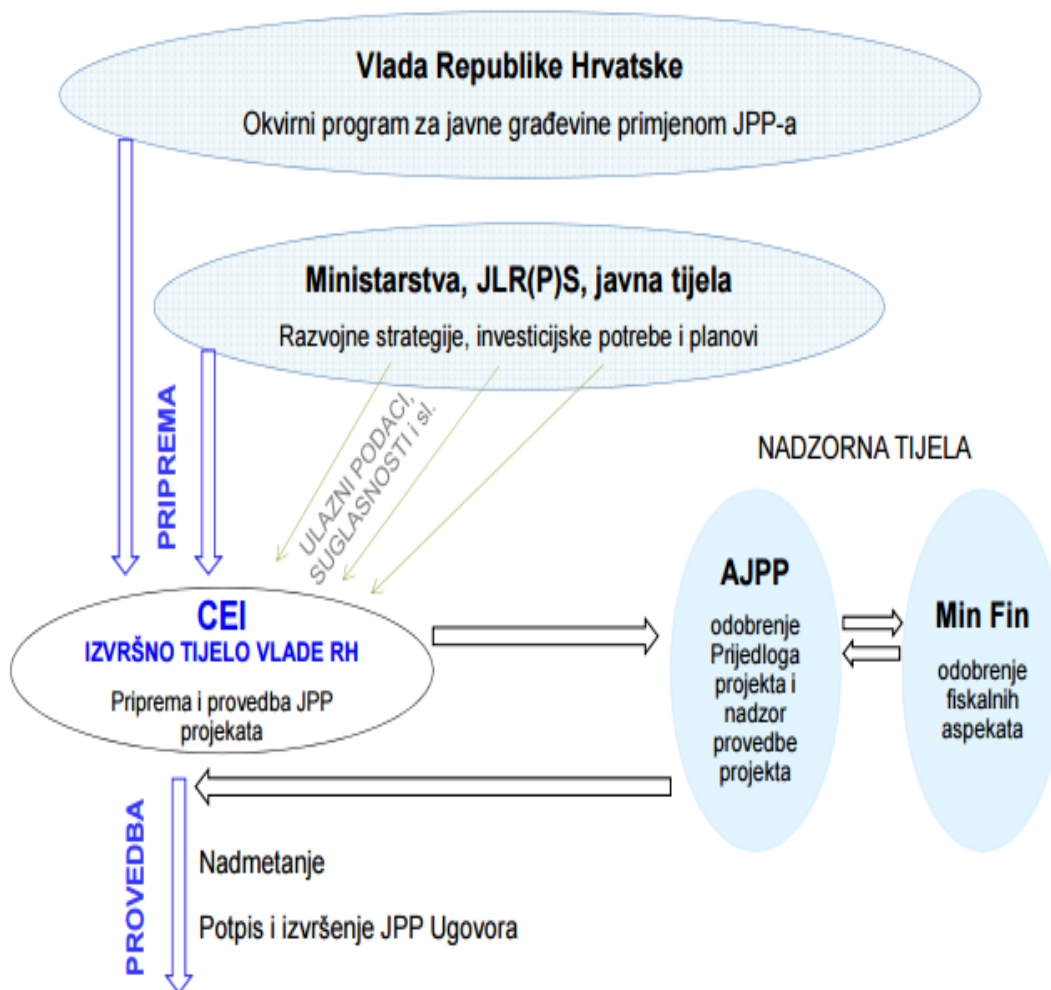 Vlada Republike Hrvatske
Okvirni program za javne građevine primjenom JPP-a
Ministarstva, JLR(P)S, javna tijela
Razvojne strategije, investicijske potrebe i planovi
PRIPREMA
ULAZNI PODACI,
SUGLASNOSTI i sl.
NADZORNA TIJELA
CEI
IZVRŠNO TIJELO VLADE RH
Priprema i provedba JPP
projekata
AJPP
odobrenje
Prijedloga
projekta i
nadzor
provedbe
projekta
Min Fin
odobrenje
fiskalnih
aspekata
PROVEDBA
Nadmetanje
Potpis i izvršenje JPP Ugovora